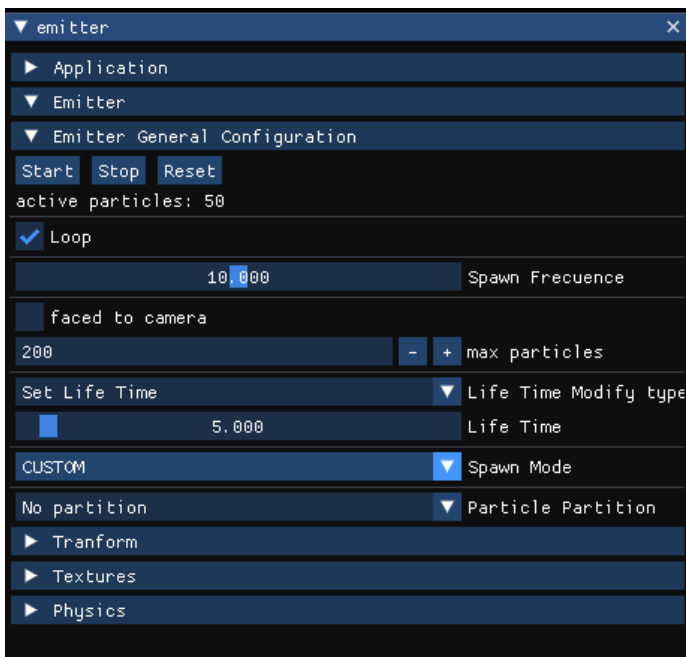 emitter
Application
Emitter
Emitter General Configuration
Start Stop Reset
active particles: 50
Loop
10.000 Spawn Frecuence
faced to camera
200 - + max particles
Set Life Time Life Time Modify type
5.000 Life Time
CUSTOM Spawn Mode
No partition Particle Partition
Tranform
Textures
Physics